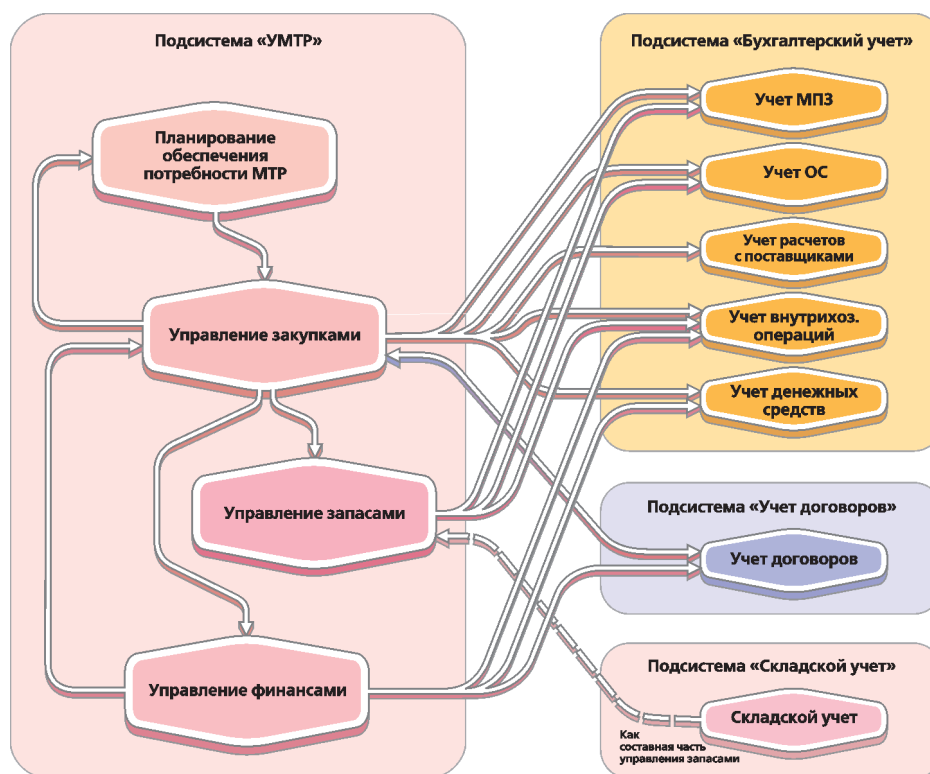 Подсистема «УМТР»
Планирование
обеспечения
потребности МТР
Управление закупками
Управление запасами
Управление финансами
Подсистема «Бухгалтерский учет»
Учет МПЗ
Учет ОС
Учет расчетов
с поставщиками
Учет внутрихоз.
операций
Учет денежных
средств
Подсистема «Учет договоров»
Учет договоров
Подсистема «Складской учет»
Складской учет
Как
составная часть
управления запасами